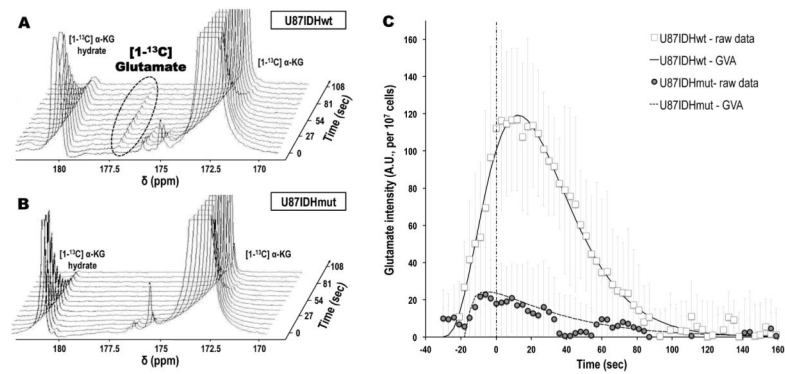 A
U87IDHwt
[1-¹³C] α-KG
hydrate
[1-¹³C]
Glutamate
[1-¹³C] α-KG
108
81
54
27
0
Time (sec)
180
177.5
175
172.5
170
δ (ppm)
B
U87IDHmut
[1-¹³C] α-KG
hydrate
[1-¹³C] α-KG
108
81
54
27
0
Time (sec)
180
177.5
175
172.5
170
δ (ppm)
C
Glutamate intensity (A.U., per 10⁷ cells)
160
140
120
100
80
60
40
20
0
-40
-20
0
20
40
60
80
100
120
140
160
Time (sec)
U87IDHwt - raw data
U87IDHwt - GVA
U87IDHmut- raw data
U87IDHmut - GVA